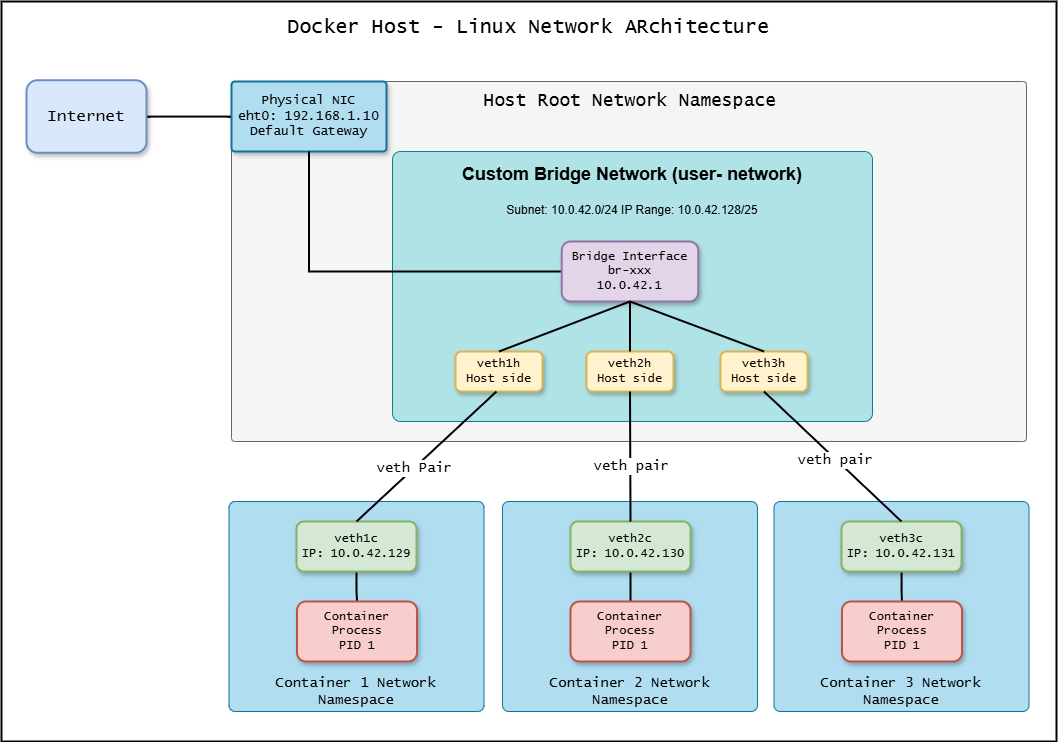 Docker Host - Linux Network ARchitecture
Internet
Physical NIC
eht0: 192.168.1.10
Default Gateway
Host Root Network Namespace
Custom Bridge Network (user- network)
Subnet: 10.0.42.0/24 IP Range: 10.0.42.128/25
Bridge Interface
br-xxx
10.0.42.1
veth1h
Host side
veth2h
Host side
veth3h
Host side
veth Pair
veth pair
veth pair
veth1c
IP: 10.0.42.129
Container
Process
PID 1
Container 1 Network
Namespace
veth2c
IP: 10.0.42.130
Container
Process
PID 1
Container 2 Network
Namespace
veth3c
IP: 10.0.42.131
Container
Process
PID 1
Container 3 Network
Namespace